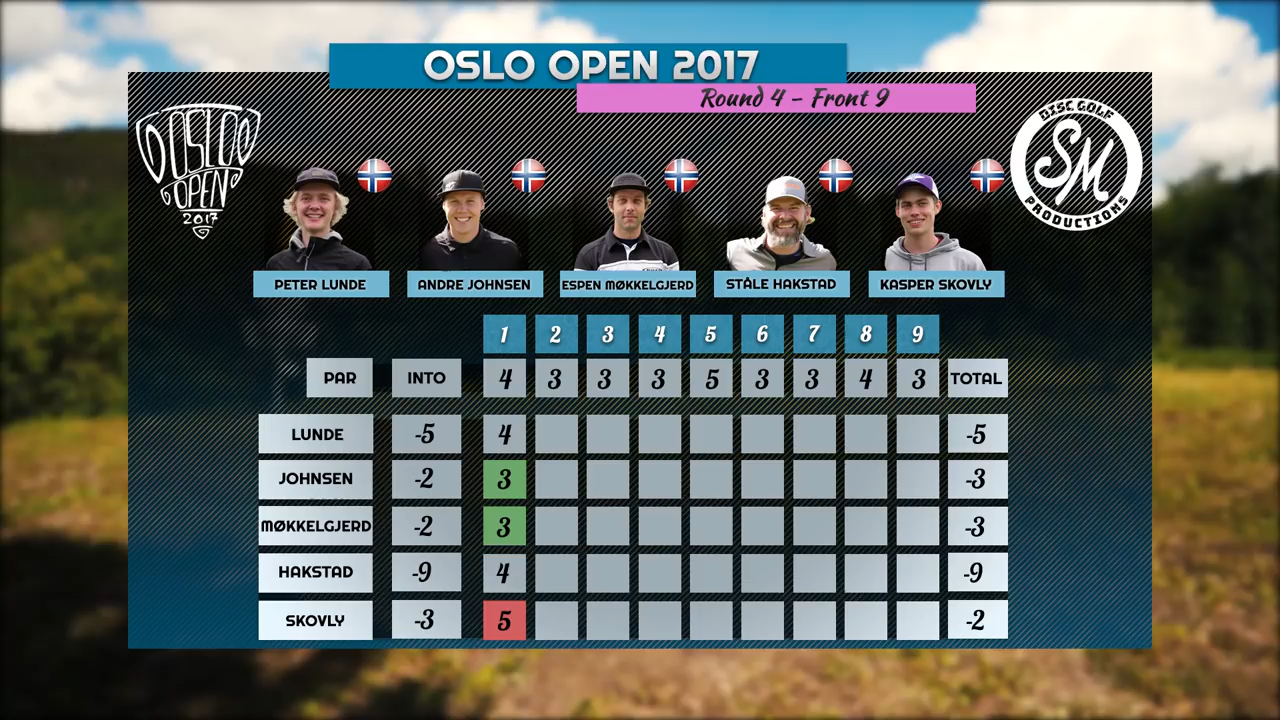 OSLO OPEN 2017
Round 4 - Front 9
OSLO
OPEN
2017
DISC GOLF
SM
PRODUCTIONS
PETER LUNDE ANDRE JOHNSEN ESPEN MØKKELGJERD STÅLE HAKSTAD KASPER SKOVLY
1 2 3 4 5 6 7 8 9
PAR INTO 4 3 3 3 5 3 3 4 3 TOTAL
LUNDE -5 4 -5
JOHNSEN -2 3 -3
MØKKELGJERD -2 3 -3
HAKSTAD -9 4 -9
SKOVLY -3 5 -2